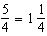 5/4 = 1 1/4